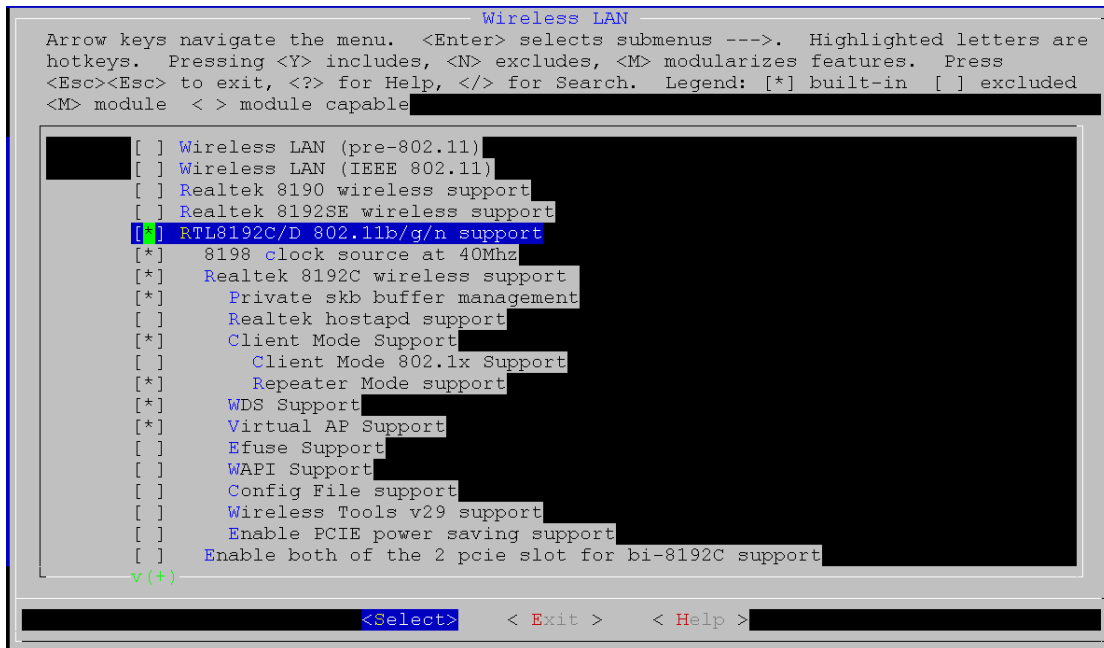 Wireless LAN
Arrow keys navigate the menu.  <Enter> selects submenus --->.  Highlighted letters are
hotkeys.  Pressing <Y> includes, <N> excludes, <M> modularizes features.  Press
<Esc><Esc> to exit, <?> for Help, </> for Search.  Legend: [*] built-in  [ ] excluded
<M> module  < > module capable
[ ] Wireless LAN (pre-802.11)
[ ] Wireless LAN (IEEE 802.11)
[ ] Realtek 8190 wireless support
[ ] Realtek 8192SE wireless support
[*] RTL8192C/D 802.11b/g/n support
[*]   8198 clock source at 40Mhz
[*]   Realtek 8192C wireless support
[*]     Private skb buffer management
[ ]     Realtek hostapd support
[*]     Client Mode Support
[ ]       Client Mode 802.1x Support
[*]       Repeater Mode support
[*]     WDS Support
[*]     Virtual AP Support
[ ]     Efuse Support
[ ]     WAPI Support
[ ]     Config File support
[ ]     Wireless Tools v29 support
[ ]     Enable PCIE power saving support
[ ]   Enable both of the 2 pcie slot for bi-8192C support
v(+)
<Select>    < Exit >    < Help >